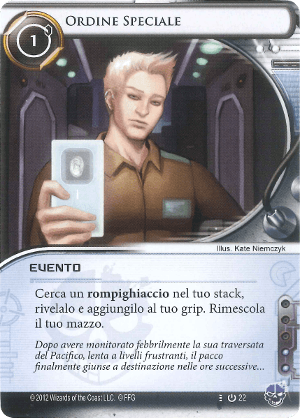 Ordine Speciale
1
Illus. Kate Niemczyk
EVENTO
Cerca un rompighiaccio nel tuo stack,
rivelalo e aggiungilo al tuo grip. Rimescola
il tuo mazzo.
Dopo avere monitorato febbrilmente la sua traversata
del Pacifico, lenta a livelli frustranti, il pacco
finalmente giunse a destinazione nelle ore successive...
©2012 Wizards of the Coast LLC. © FFG
E 22